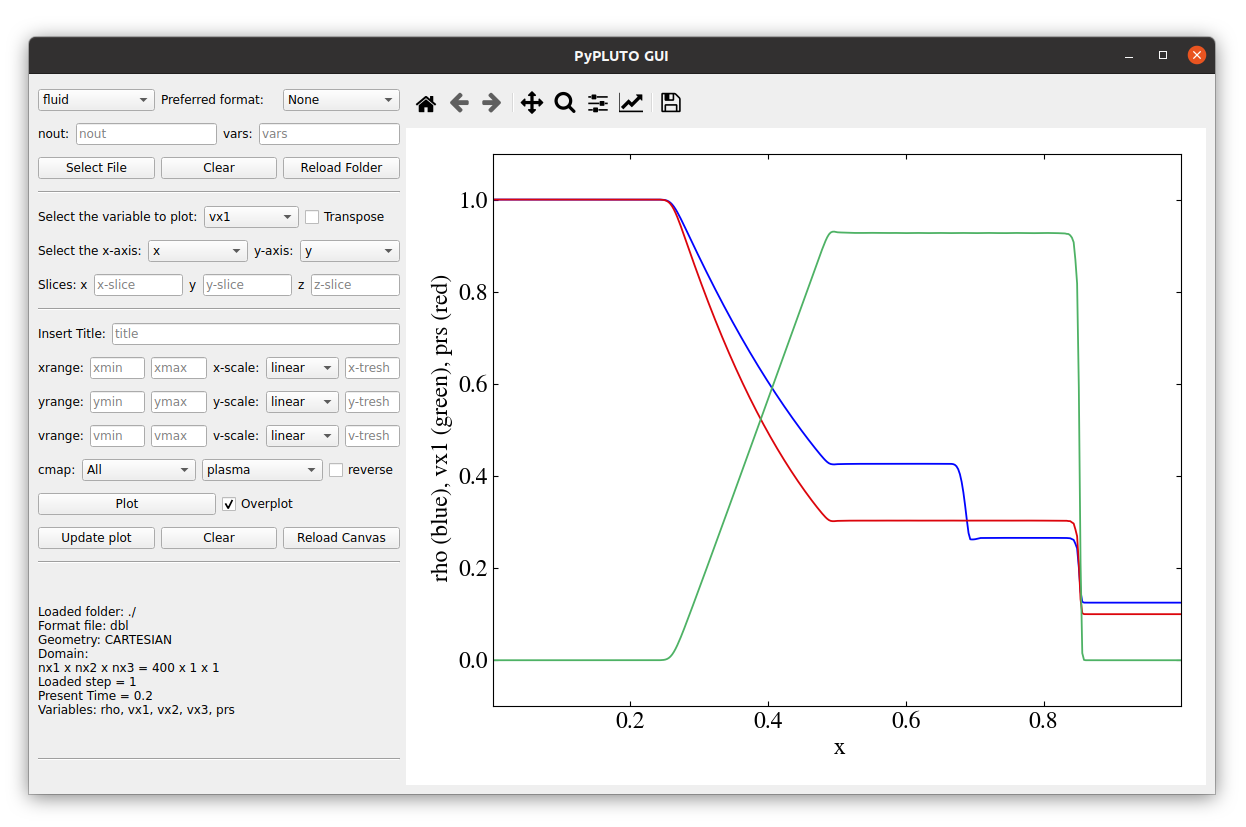 PyPLUTO GUI
fluid Preferred format: None
nout: nout vars: vars
Select File Clear Reload Folder
Select the variable to plot: vx1 Transpose
Select the x-axis: x y-axis: y
Slices: x x-slice y y-slice z z-slice
Insert Title: title
xrange: xmin xmax x-scale: linear x-tresh
yrange: ymin ymax y-scale: linear y-tresh
vrange: vmin vmax v-scale: linear v-tresh
cmap: All plasma reverse
Plot Overplot
Update plot Clear Reload Canvas
Loaded folder: ./
Format file: dbl
Geometry: CARTESIAN
Domain:
nx1 x nx2 x nx3 = 400 x 1 x 1
Loaded step = 1
Present Time = 0.2
Variables: rho, vx1, vx2, vx3, prs
rho (blue), vx1 (green), prs (red)
1.0
0.8
0.6
0.4
0.2
0.0
0.2 0.4 0.6 0.8
x